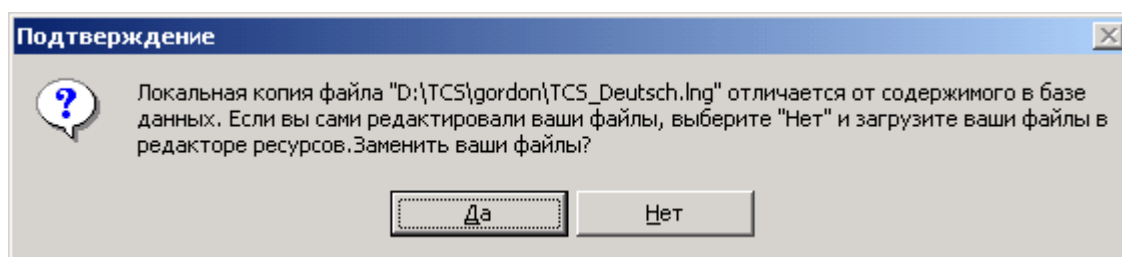 Подтверждение
Локальная копия файла "D:\TCS\gordon\TCS_Deutsch.lng" отличается от содержимого в базе
данных. Если вы сами редактировали ваши файлы, выберите "Нет" и загрузите ваши файлы в
редакторе ресурсов.Заменить ваши файлы?
Да Нет